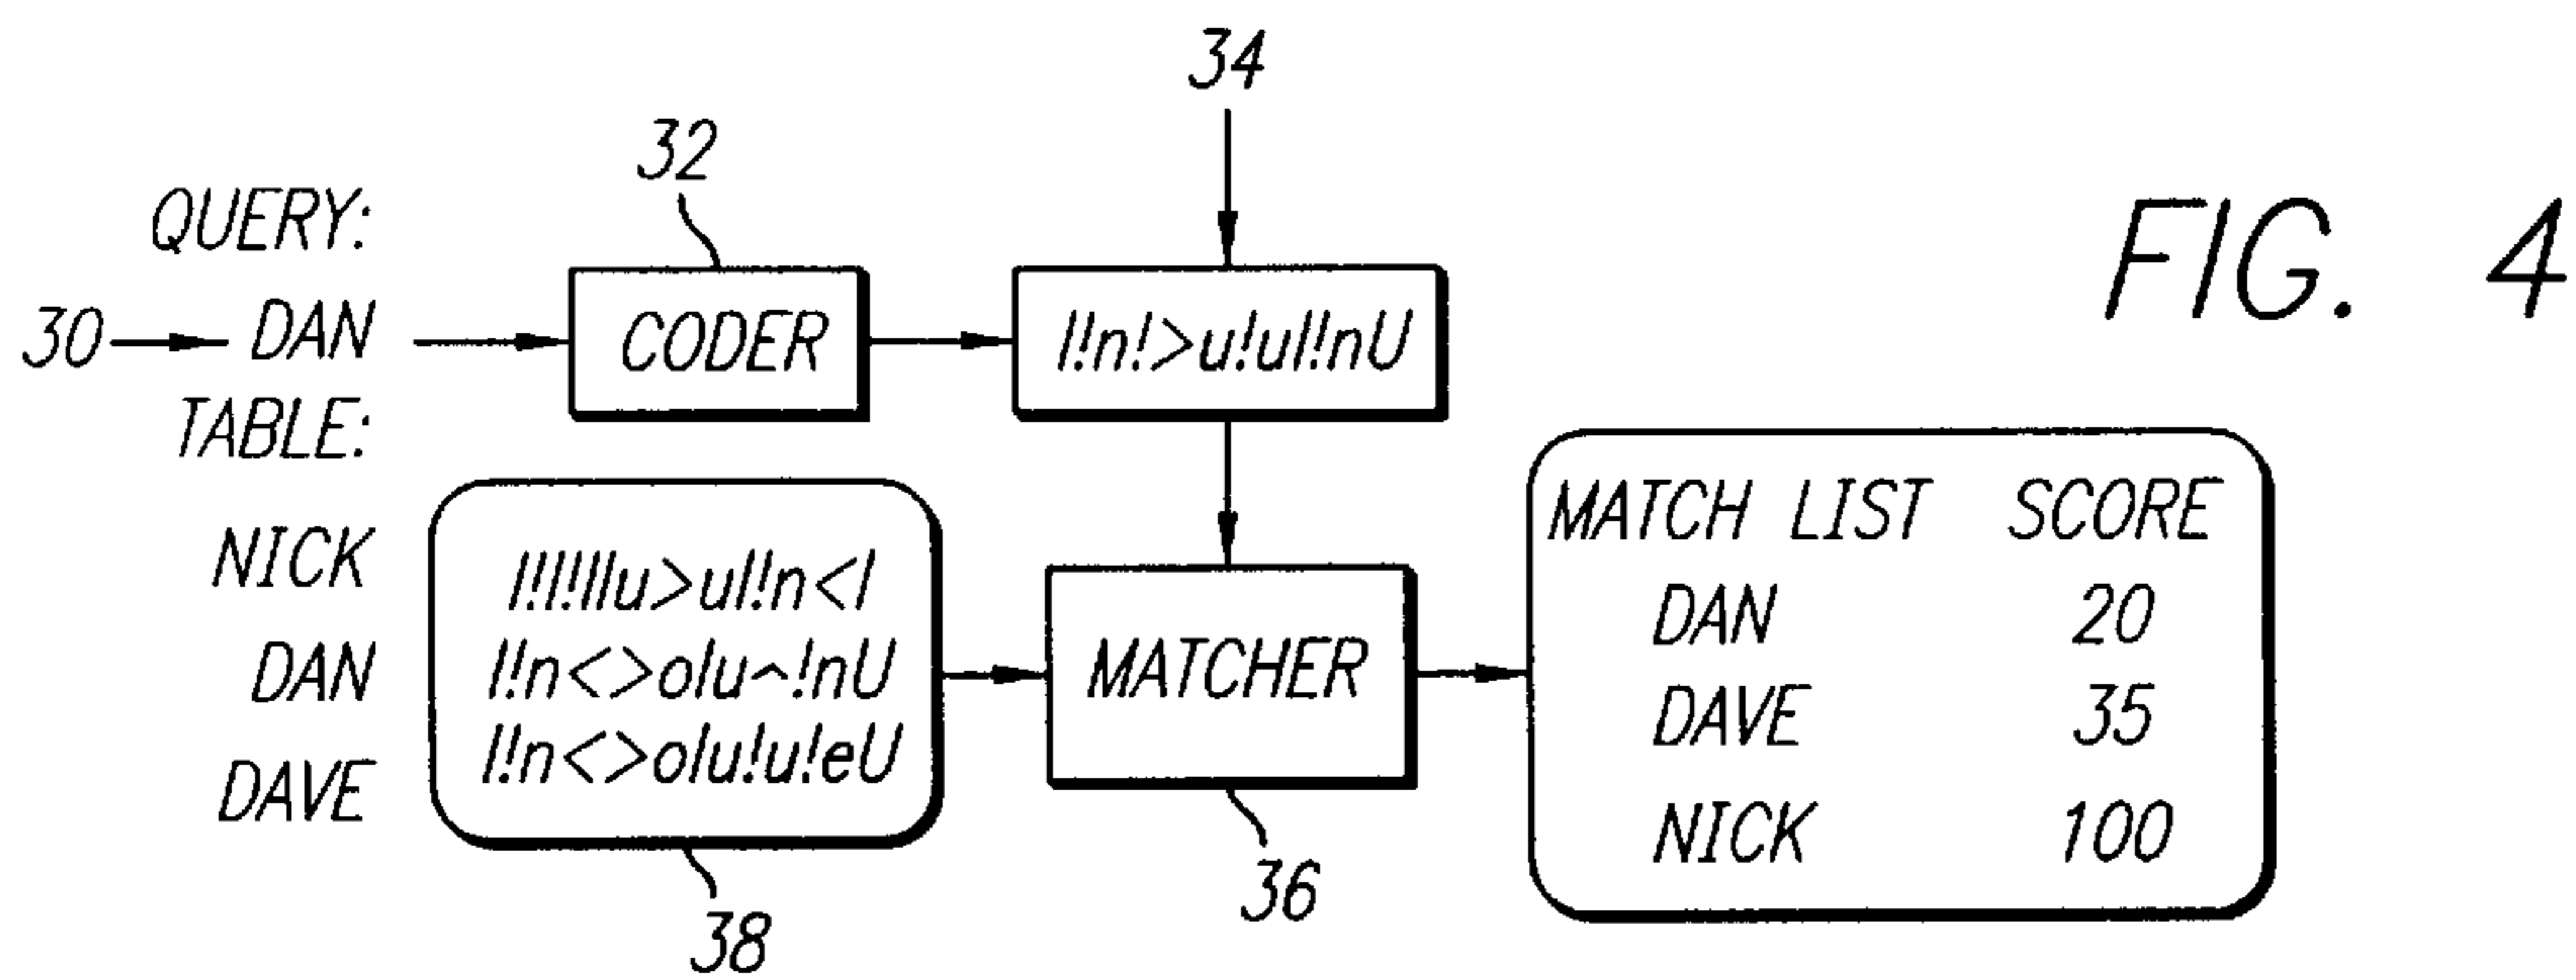 34
32
QUERY:
FIG. 4
30 DAN
CODER
l!n!>u!ul!nU
TABLE:
MATCH LIST SCORE
NICK
l!l!llu>ul!n<l
DAN 20
DAN
l!n<>olu^!nU
MATCHER
DAVE 35
DAVE
l!n<>olu!u!eU
NICK 100
36
38